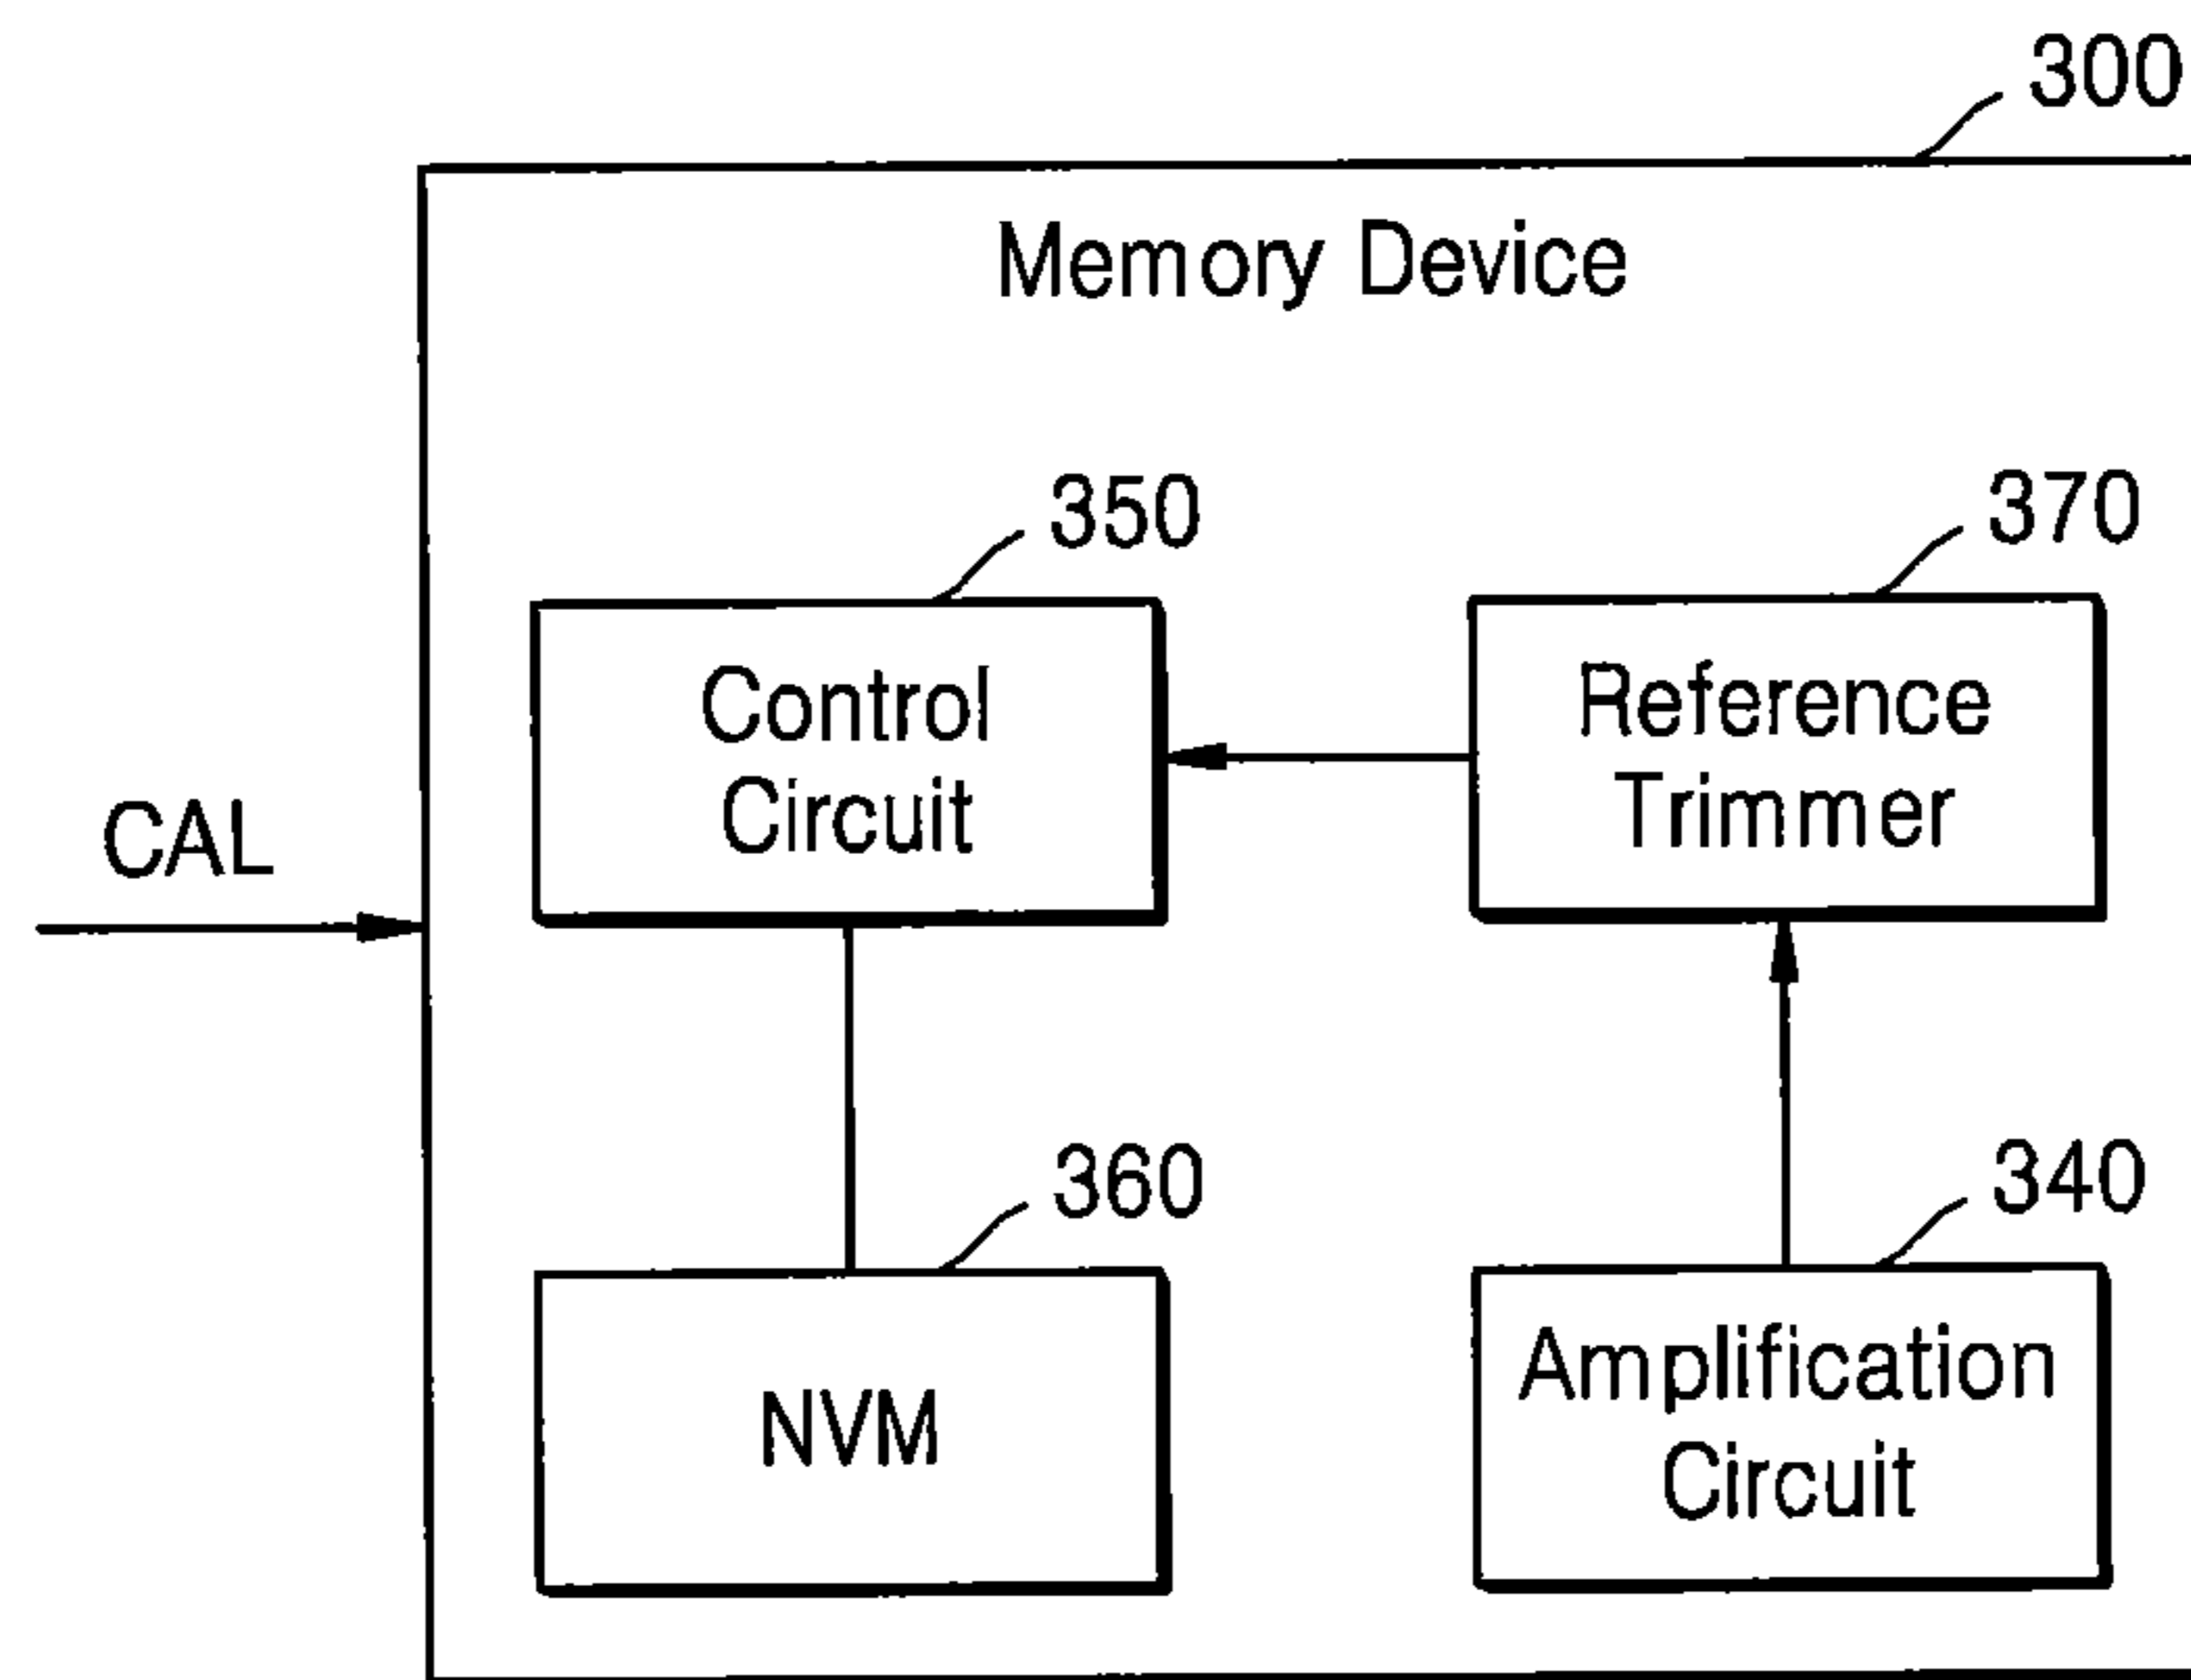 300
Memory Device
350
370
Control
Circuit
Reference
Trimmer
CAL
360
340
NVM
Amplification
Circuit